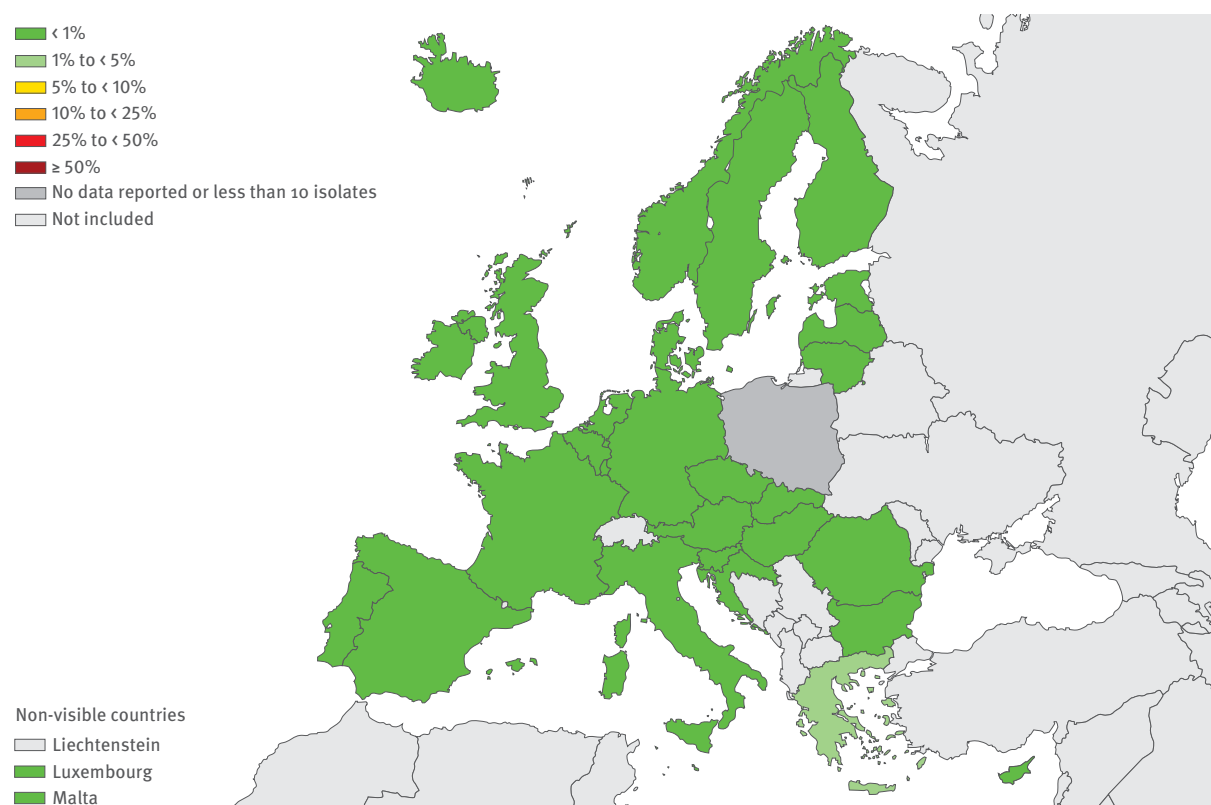 ‹ 1%
1% to ‹ 5%
5% to ‹ 10%
10% to ‹ 25%
25% to ‹ 50%
≥ 50%
No data reported or less than 10 isolates
Not included
Non-visible countries
Liechtenstein
Luxembourg
Malta